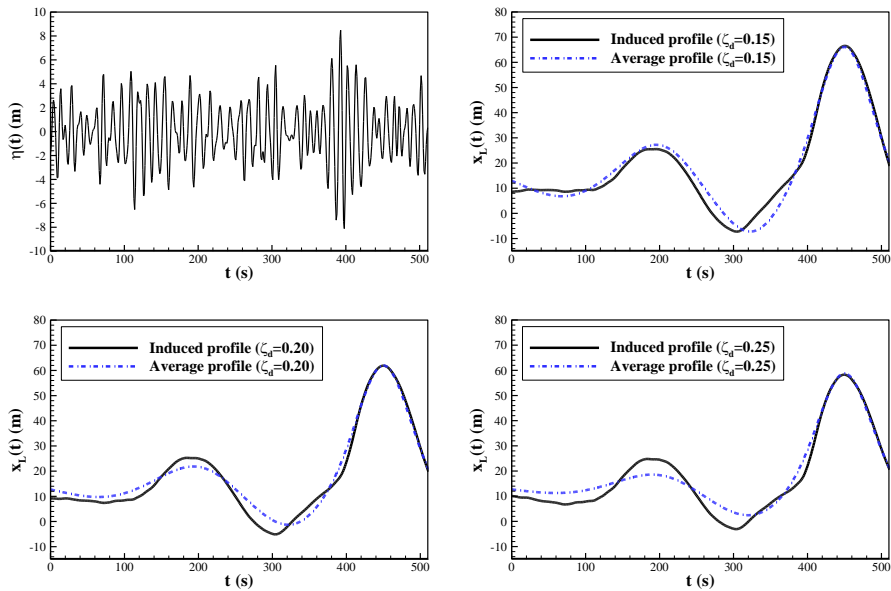 10
8
6
4
2
0
-2
-4
-6
-8
-10
η(t) (m)
0 100 200 300 400 500
t (s)
80
70
60
50
40
30
20
10
0
-10
x_L(t) (m)
Induced profile (ζ_d=0.15)
Average profile (ζ_d=0.15)
0 100 200 300 400 500
t (s)
80
70
60
50
40
30
20
10
0
-10
x_L(t) (m)
Induced profile (ζ_d=0.20)
Average profile (ζ_d=0.20)
0 100 200 300 400 500
t (s)
80
70
60
50
40
30
20
10
0
-10
x_L(t) (m)
Induced profile (ζ_d=0.25)
Average profile (ζ_d=0.25)
0 100 200 300 400 500
t (s)